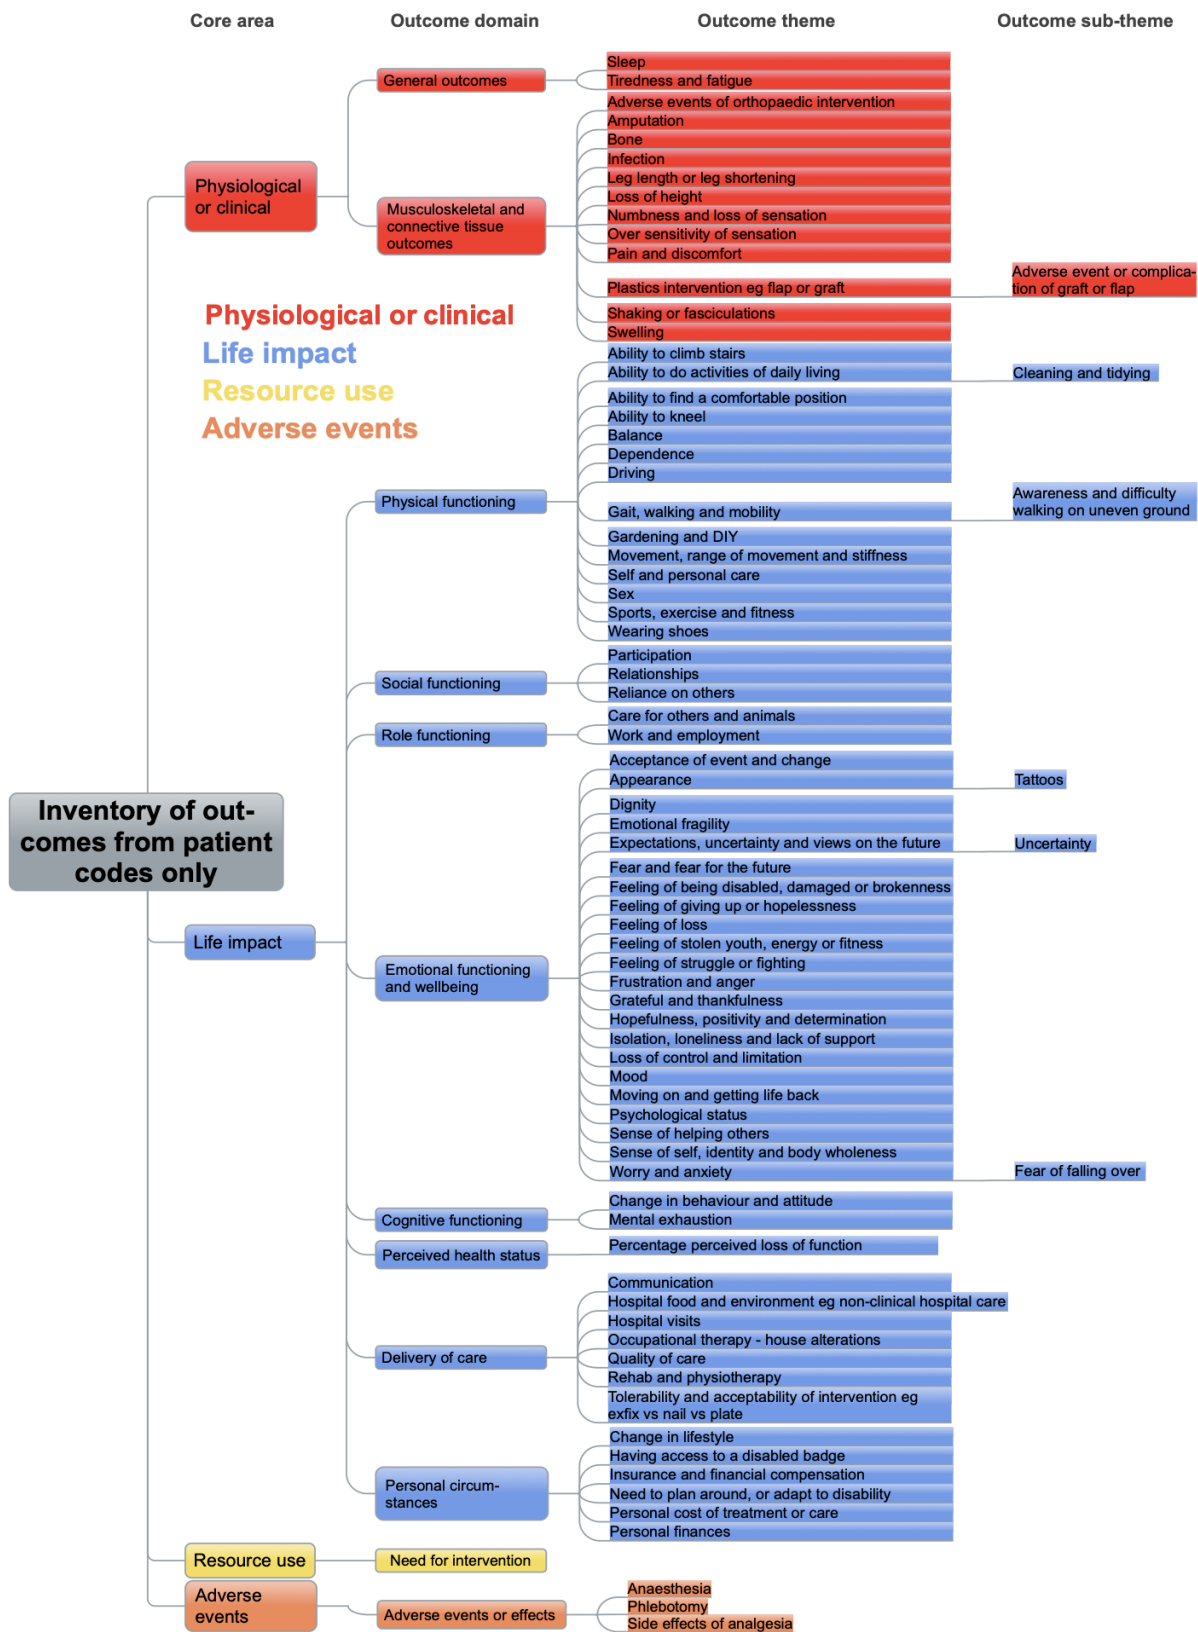 Core area
Outcome domain
Outcome theme
Outcome sub-theme
Inventory of out-
comes from patient
codes only
Physiological or clinical
Life impact
Resource use
Adverse events
Physiological
or clinical
General outcomes
Sleep
Tiredness and fatigue
Musculoskeletal and
connective tissue
outcomes
Adverse events of orthopaedic intervention
Amputation
Bone
Infection
Leg length or leg shortening
Loss of height
Numbness and loss of sensation
Over sensitivity of sensation
Pain and discomfort
Plastics intervention eg flap or graft
Adverse event or complica-
tion of graft or flap
Shaking or fasciculations
Swelling
Life impact
Physical functioning
Ability to climb stairs
Ability to do activities of daily living
Cleaning and tidying
Ability to find a comfortable position
Ability to kneel
Balance
Dependence
Driving
Gait, walking and mobility
Awareness and difficulty
walking on uneven ground
Gardening and DIY
Movement, range of movement and stiffness
Self and personal care
Sex
Sports, exercise and fitness
Wearing shoes
Social functioning
Participation
Relationships
Reliance on others
Role functioning
Care for others and animals
Work and employment
Emotional functioning
and wellbeing
Acceptance of event and change
Appearance
Tattoos
Dignity
Emotional fragility
Expectations, uncertainty and views on the future
Uncertainty
Fear and fear for the future
Feeling of being disabled, damaged or brokenness
Feeling of giving up or hopelessness
Feeling of loss
Feeling of stolen youth, energy or fitness
Feeling of struggle or fighting
Frustration and anger
Grateful and thankfulness
Hopefulness, positivity and determination
Isolation, loneliness and lack of support
Loss of control and limitation
Mood
Moving on and getting life back
Psychological status
Sense of helping others
Sense of self, identity and body wholeness
Worry and anxiety
Fear of falling over
Cognitive functioning
Change in behaviour and attitude
Mental exhaustion
Perceived health status
Percentage perceived loss of function
Delivery of care
Communication
Hospital food and environment eg non-clinical hospital care
Hospital visits
Occupational therapy - house alterations
Quality of care
Rehab and physiotherapy
Tolerability and acceptability of intervention eg
exfix vs nail vs plate
Personal circum-
stances
Change in lifestyle
Having access to a disabled badge
Insurance and financial compensation
Need to plan around, or adapt to disability
Personal cost of treatment or care
Personal finances
Resource use
Need for intervention
Adverse
events
Adverse events or effects
Anaesthesia
Phlebotomy
Side effects of analgesia